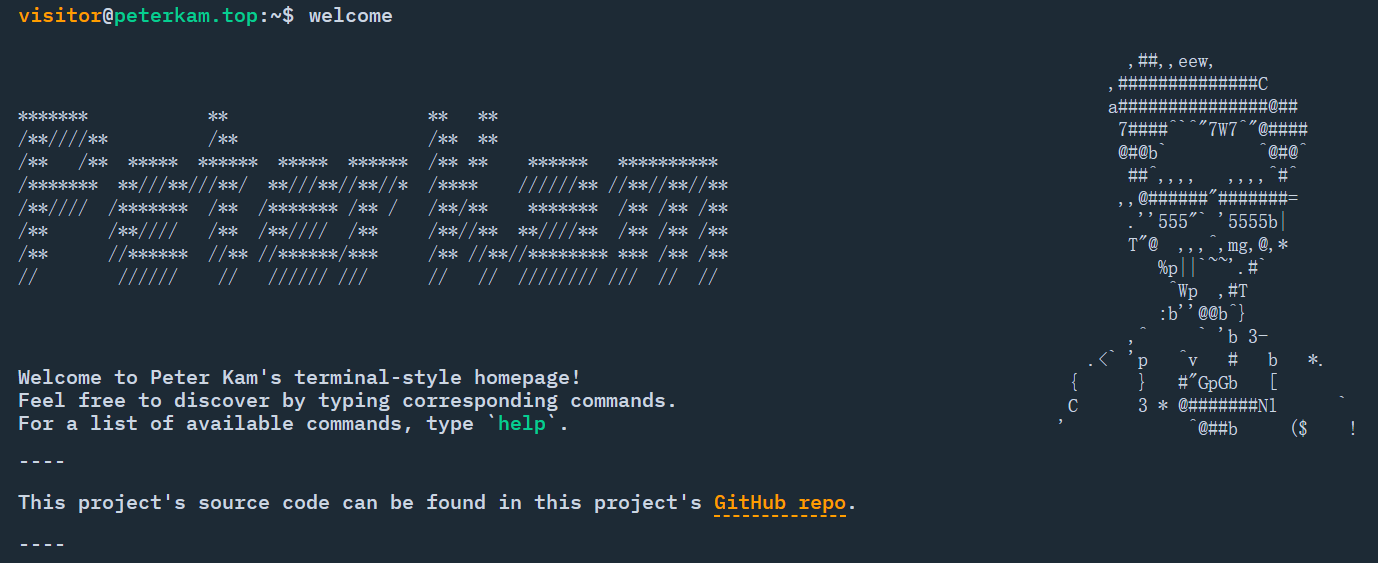 visitor@peterkam.top:~$ welcome
Peter Kam
Welcome to Peter Kam's terminal-style homepage!
Feel free to discover by typing corresponding commands.
For a list of available commands, type `help`.
----
This project's source code can be found in this project's GitHub repo.
----